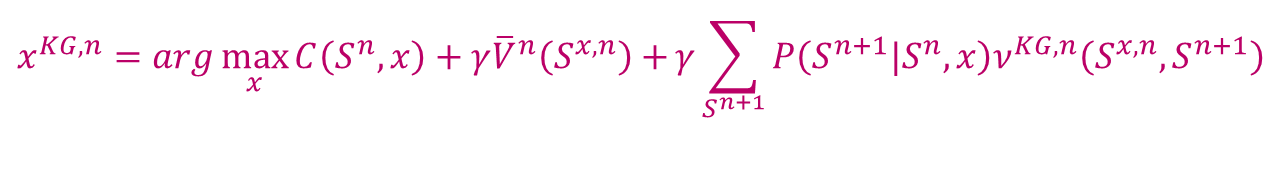 x^{KG,n} = arg max_x C(S^n, x) + γV̄^n(S^{x,n}) + γ ∑_{S^{n+1}} P(S^{n+1}|S^n, x)ν^{KG,n}(S^{x,n}, S^{n+1})